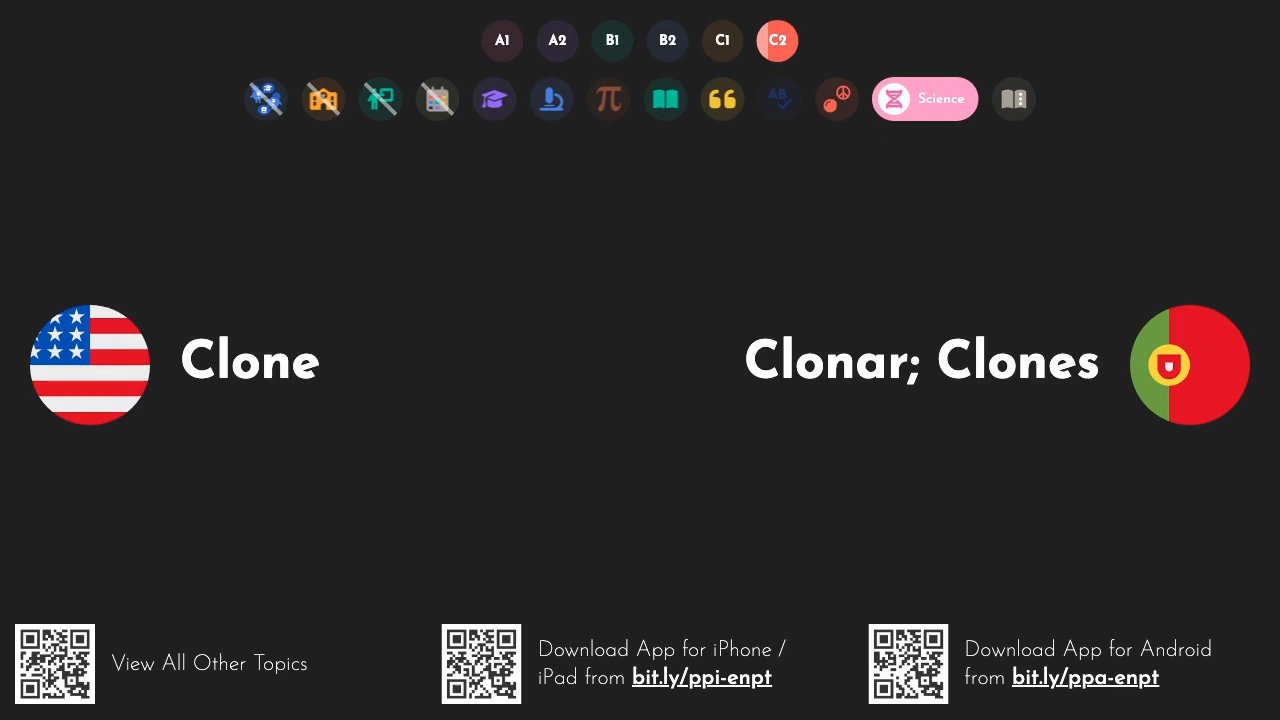 A1 A2 B1 B2 C1 C2
AB
Science
Clone
Clonar; Clones
View All Other Topics
Download App for iPhone /
iPad from bit.ly/ppi-enpt
Download App for Android
from bit.ly/ppa-enpt